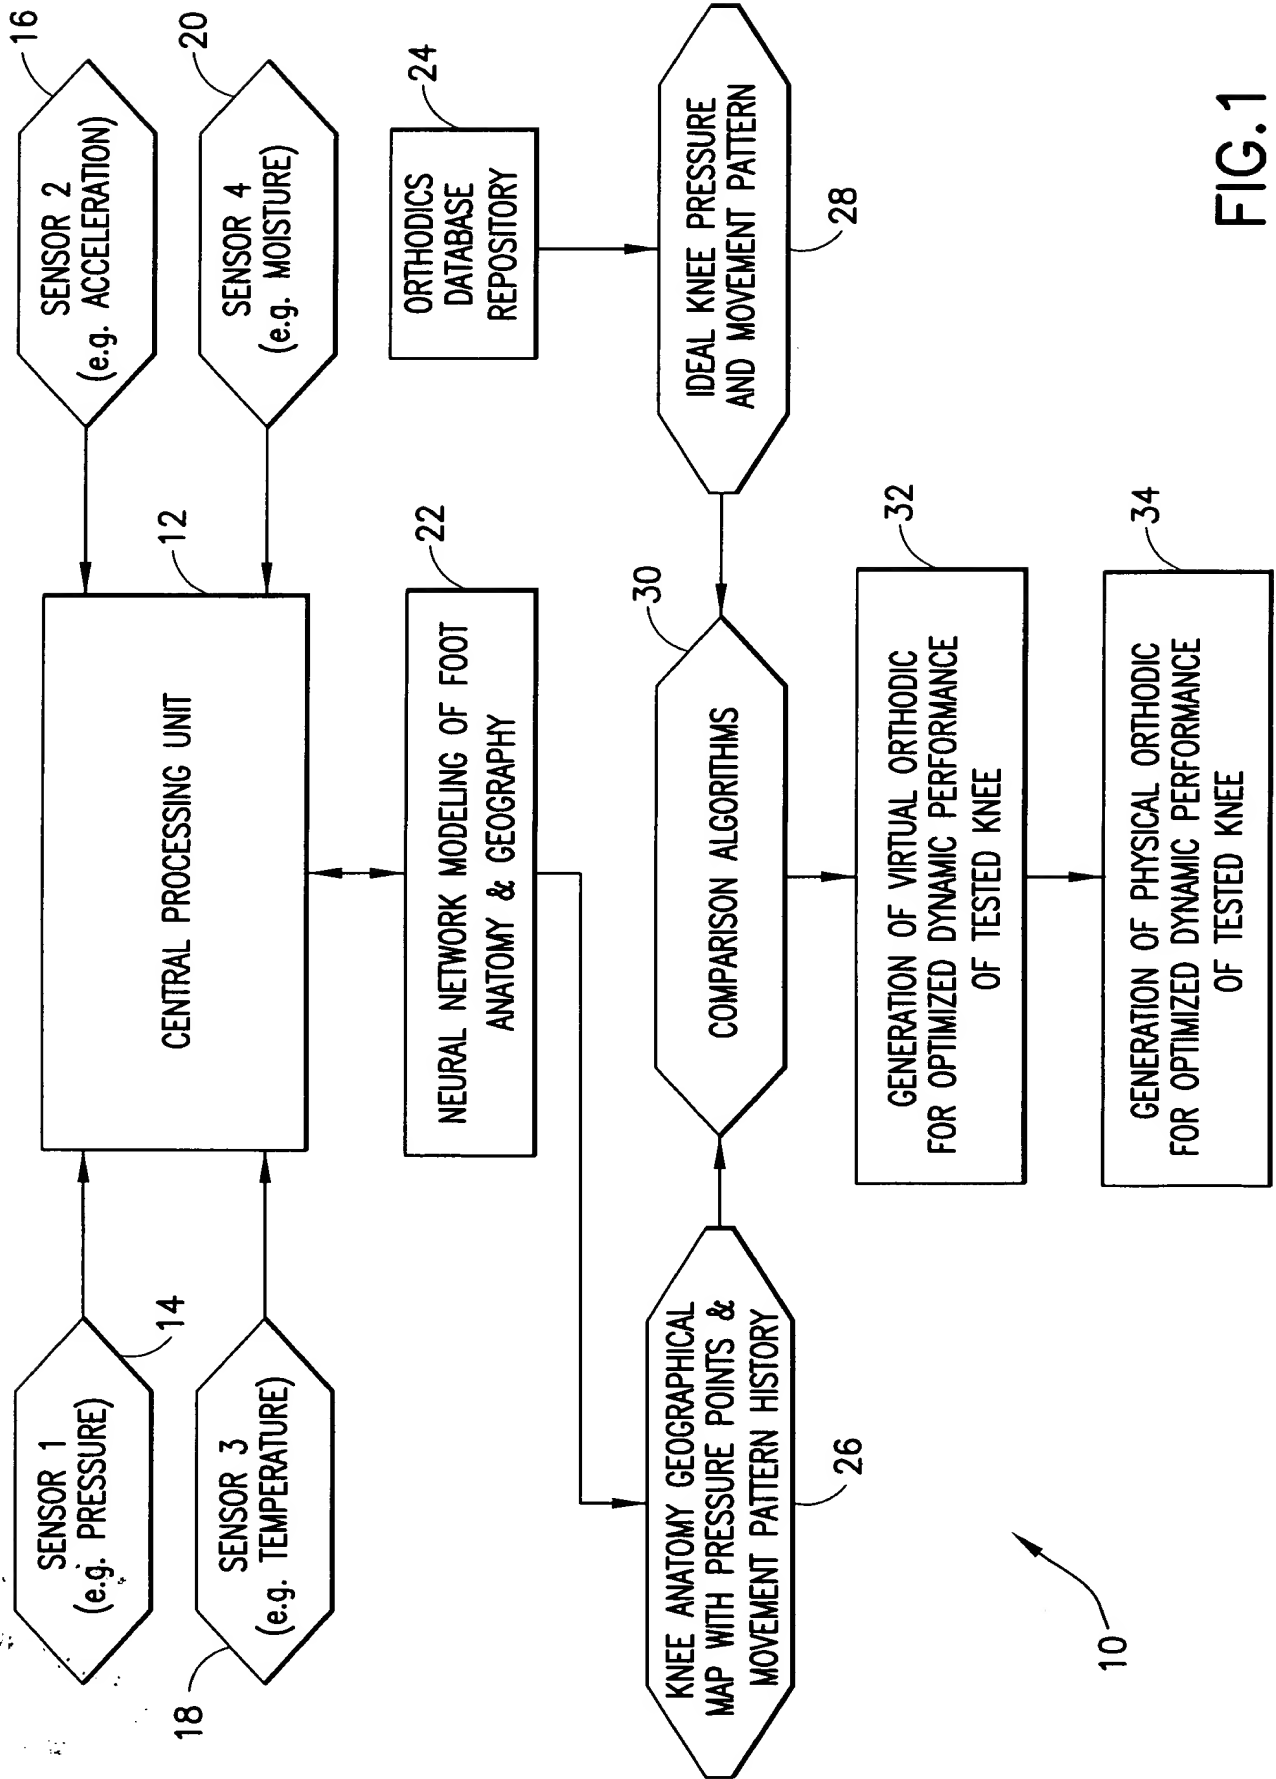 14
SENSOR 1
(e.g. PRESSURE)
CENTRAL PROCESSING UNIT
12
16
SENSOR 2
(e.g. ACCELERATION)
18
SENSOR 3
(e.g. TEMPERATURE)
20
SENSOR 4
(e.g. MOISTURE)
22
NEURAL NETWORK MODELING OF FOOT
ANATOMY & GEOGRAPHY
24
ORTHODICS
DATABASE
REPOSITORY
KNEE ANATOMY GEOGRAPHICAL
MAP WITH PRESSURE POINTS &
MOVEMENT PATTERN HISTORY
26
30
COMPARISON ALGORITHMS
IDEAL KNEE PRESSURE
AND MOVEMENT PATTERN
28
32
GENERATION OF VIRTUAL ORTHODIC
FOR OPTIMIZED DYNAMIC PERFORMANCE
OF TESTED KNEE
34
GENERATION OF PHYSICAL ORTHODIC
FOR OPTIMIZED DYNAMIC PERFORMANCE
OF TESTED KNEE
10
FIG.1